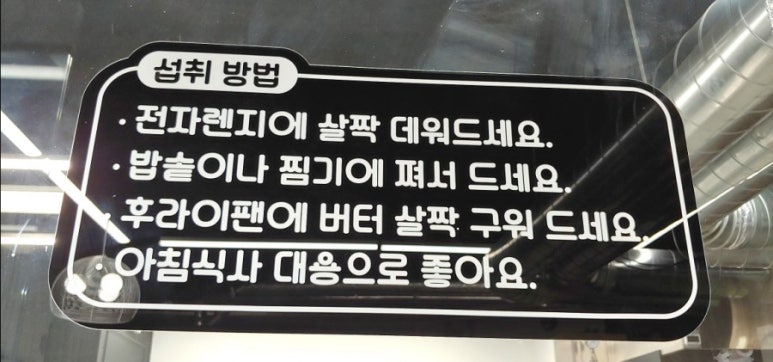 섭취 방법
· 전자렌지에 살짝 데워드세요.
· 밥솥이나 찜기에 쪄서 드세요.
· 후라이팬에 버터 살짝 구워 드세요.
· 아침식사 대용으로 좋아요.